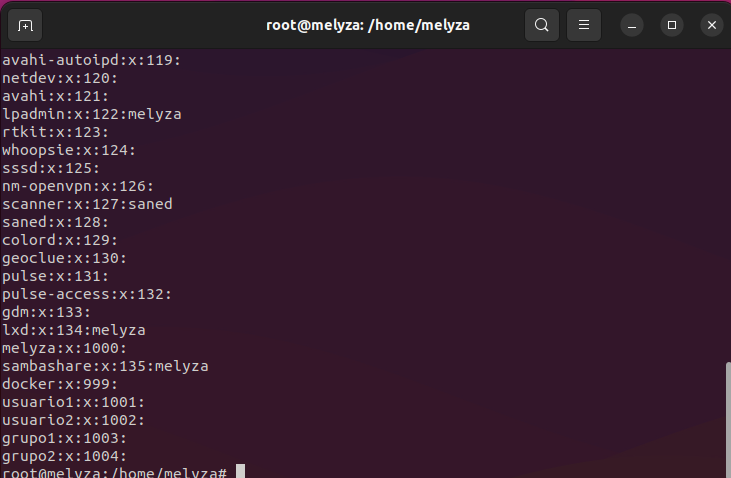 root@melyza: /home/melyza
avahi-autoipd:x:119:
netdev:x:120:
avahi:x:121:
lpadmin:x:122:melyza
rtkit:x:123:
whoopsie:x:124:
sssd:x:125:
nm-openvpn:x:126:
scanner:x:127:saned
saned:x:128:
colord:x:129:
geoclue:x:130:
pulse:x:131:
pulse-access:x:132:
gdm:x:133:
lxd:x:134:melyza
melyza:x:1000:
sambashare:x:135:melyza
docker:x:999:
usuario1:x:1001:
usuario2:x:1002:
grupo1:x:1003:
grupo2:x:1004:
root@melyza:/home/melyza#